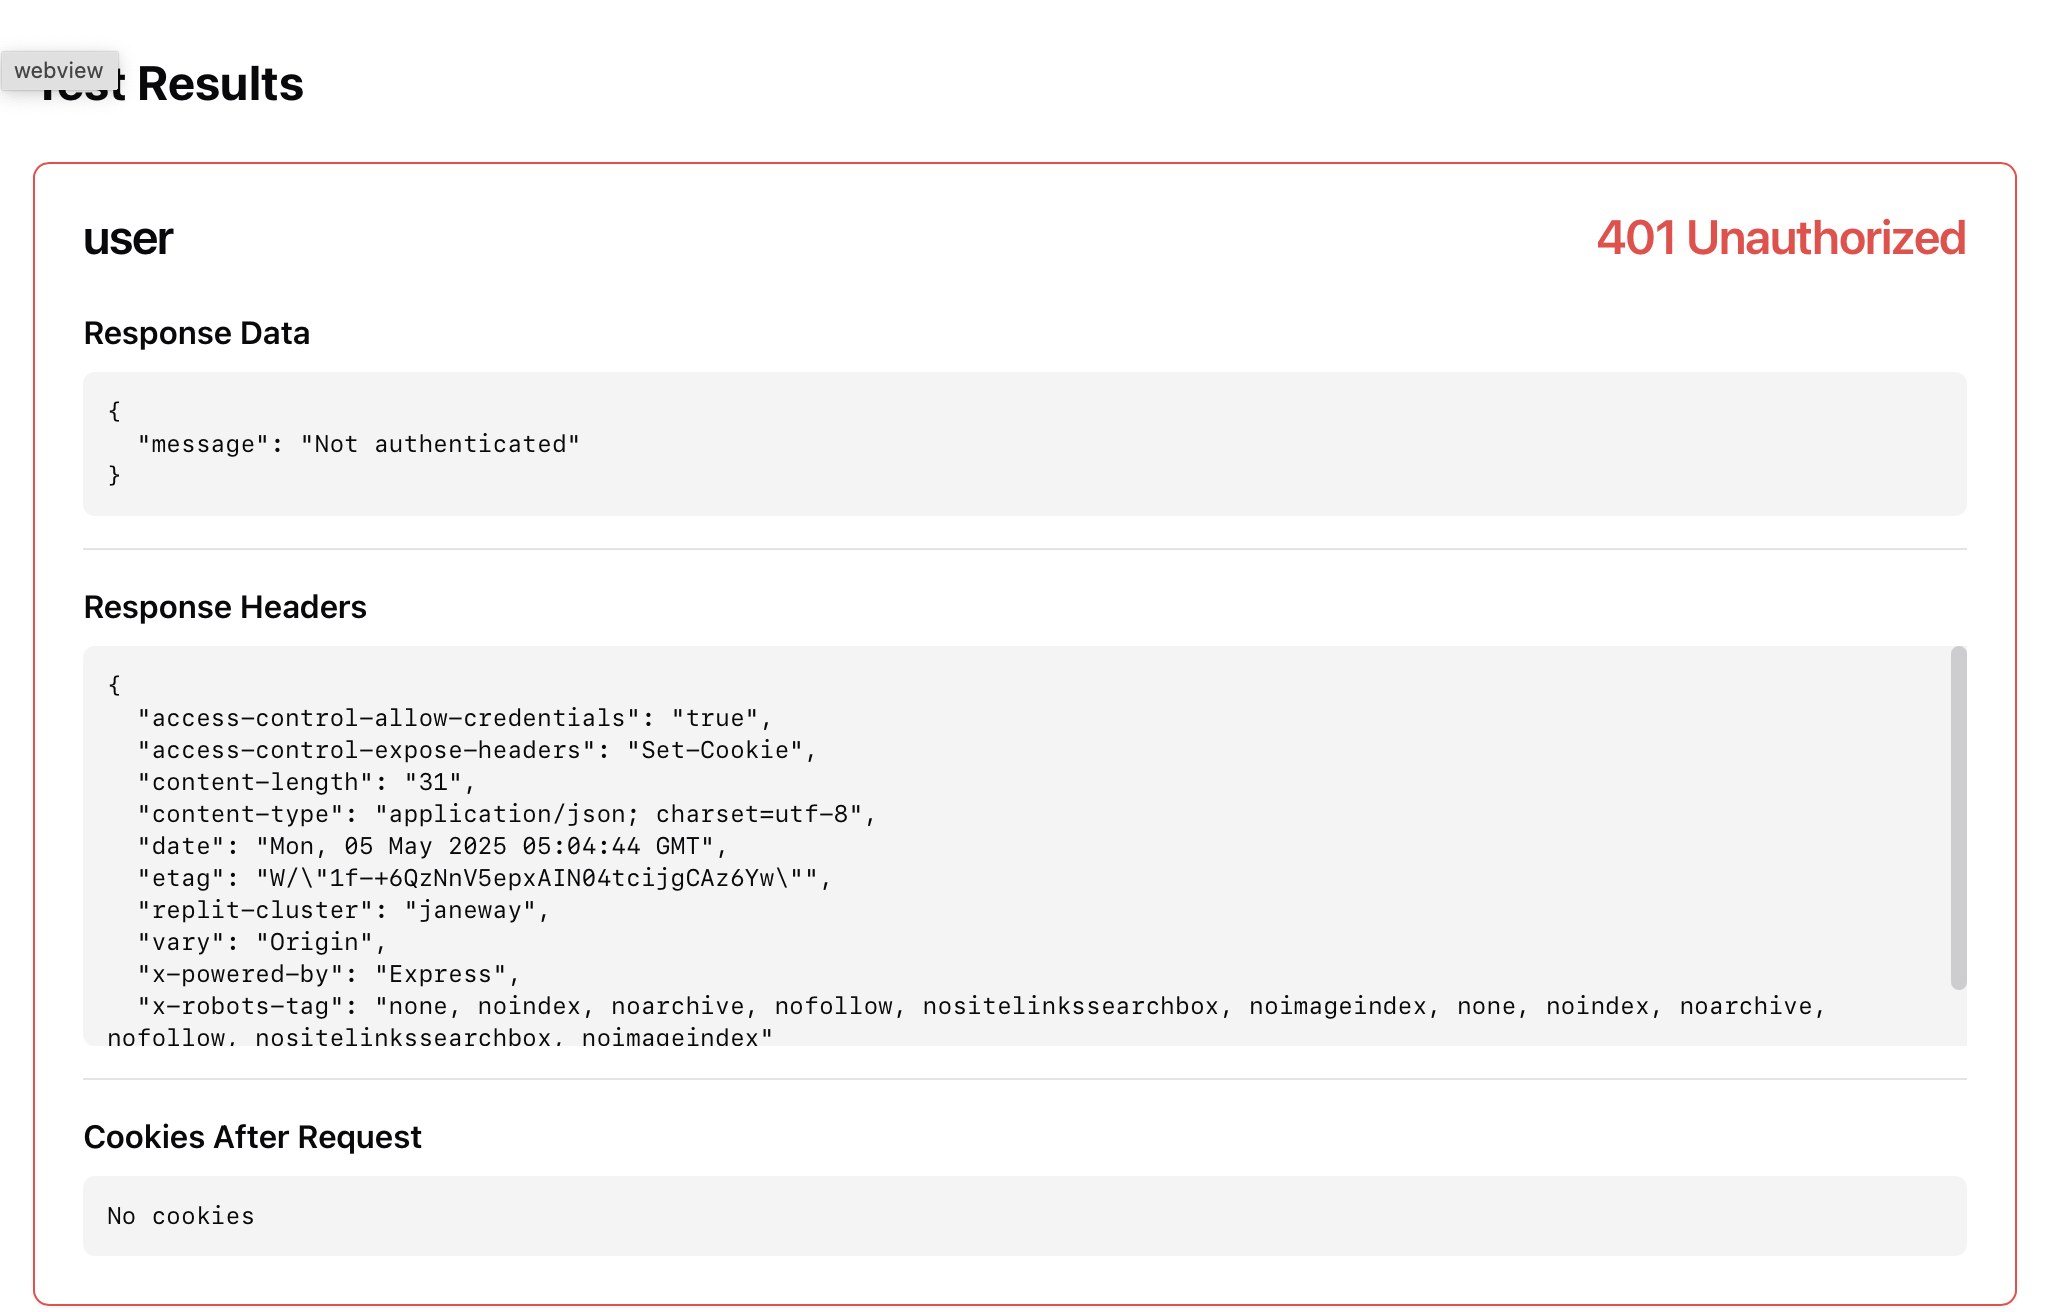 webview
Test Results
user
401 Unauthorized
Response Data
{
  "message": "Not authenticated"
}
Response Headers
{
  "access-control-allow-credentials": "true",
  "access-control-expose-headers": "Set-Cookie",
  "content-length": "31",
  "content-type": "application/json; charset=utf-8",
  "date": "Mon, 05 May 2025 05:04:44 GMT",
  "etag": "W/\"1f-+6QzNnV5epxAIN04tcijgCAz6Yw\"",
  "replit-cluster": "janeway",
  "vary": "Origin",
  "x-powered-by": "Express",
  "x-robots-tag": "none, noindex, noarchive, nofollow, nositelinkssearchbox, noimageindex, none, noindex, noarchive,
nofollow, nositelinkssearchbox, noimageindex"
Cookies After Request
No cookies